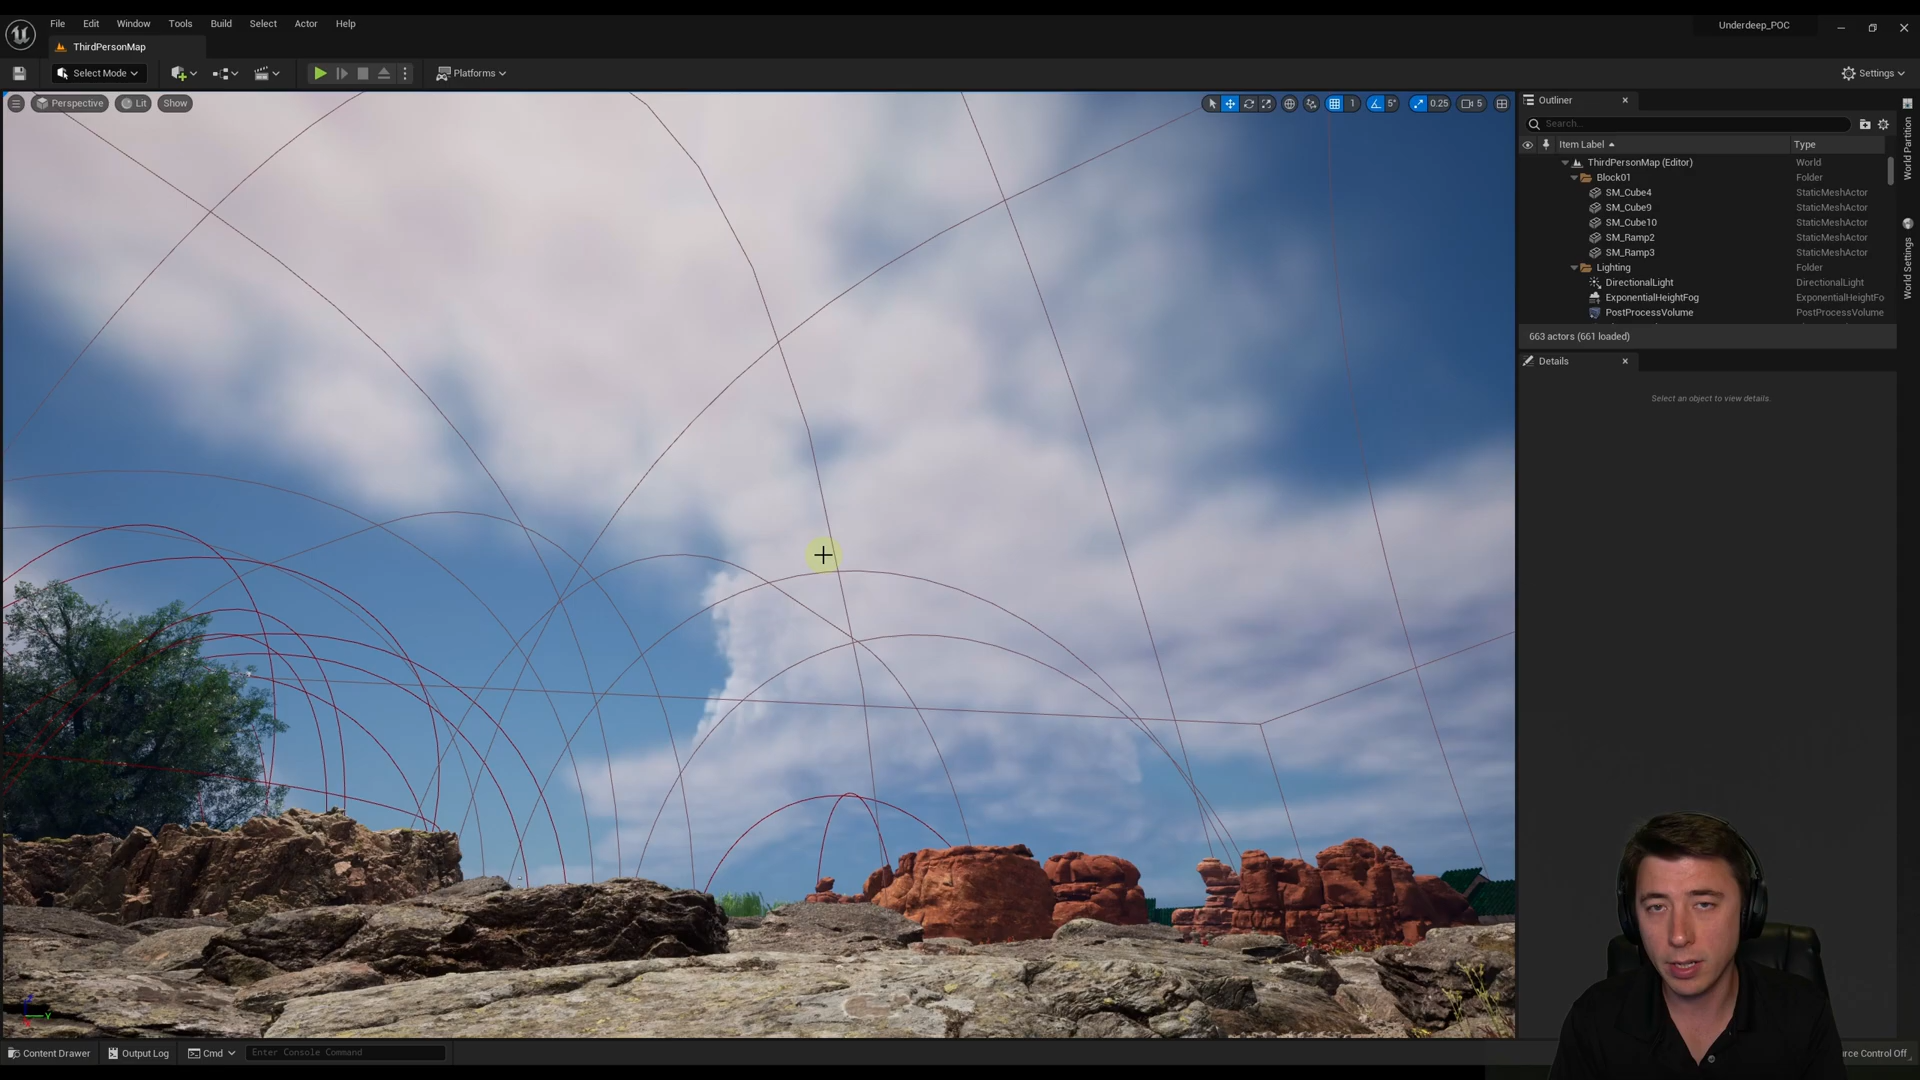 File Edit Window Tools Build Select Actor Help
Underdeep_POC
ThirdPersonMap
Select Mode
Platforms
Settings
Perspective Lit Show
1 5° 0.25 5
Outliner
Search...
Item Label Type
ThirdPersonMap (Editor) World
Block01 Folder
SM_Cube4 StaticMeshActor
SM_Cube9 StaticMeshActor
SM_Cube10 StaticMeshActor
SM_Ramp2 StaticMeshActor
SM_Ramp3 StaticMeshActor
Lighting Folder
DirectionalLight DirectionalLight
ExponentialHeightFog ExponentialHeightFo
PostProcessVolume PostProcessVolume
663 actors (661 loaded)
Details
Select an object to view details.
World Partition
World Settings
Y
Content Drawer Output Log Cmd Enter Console Command
rce Control Off